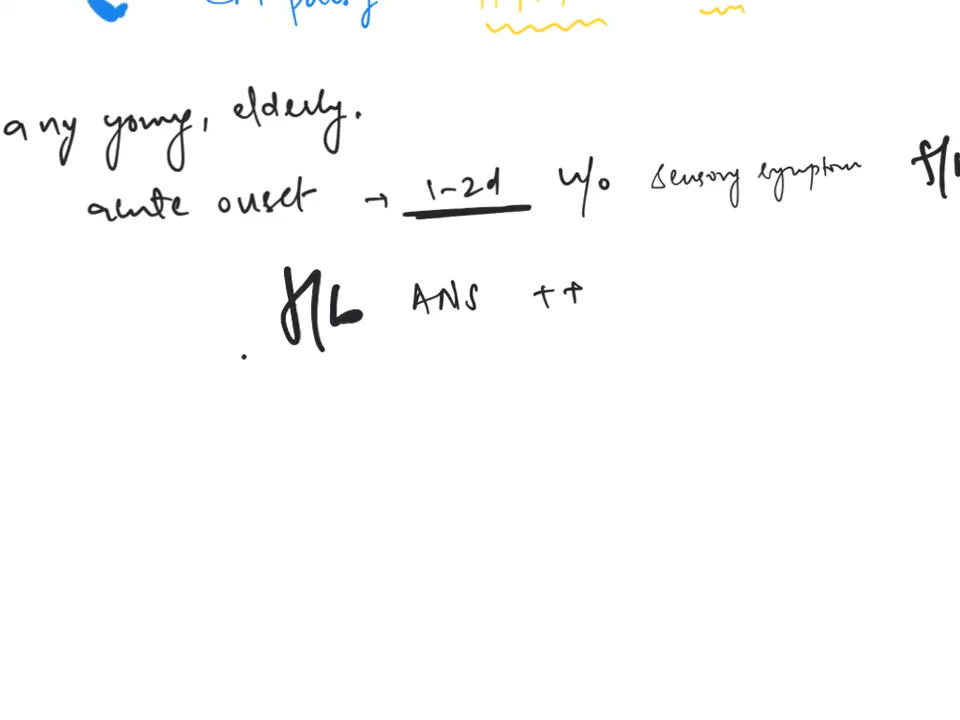 any young, elderly.
acute onset → 1-2d w/o sensory symptom
ANS ++